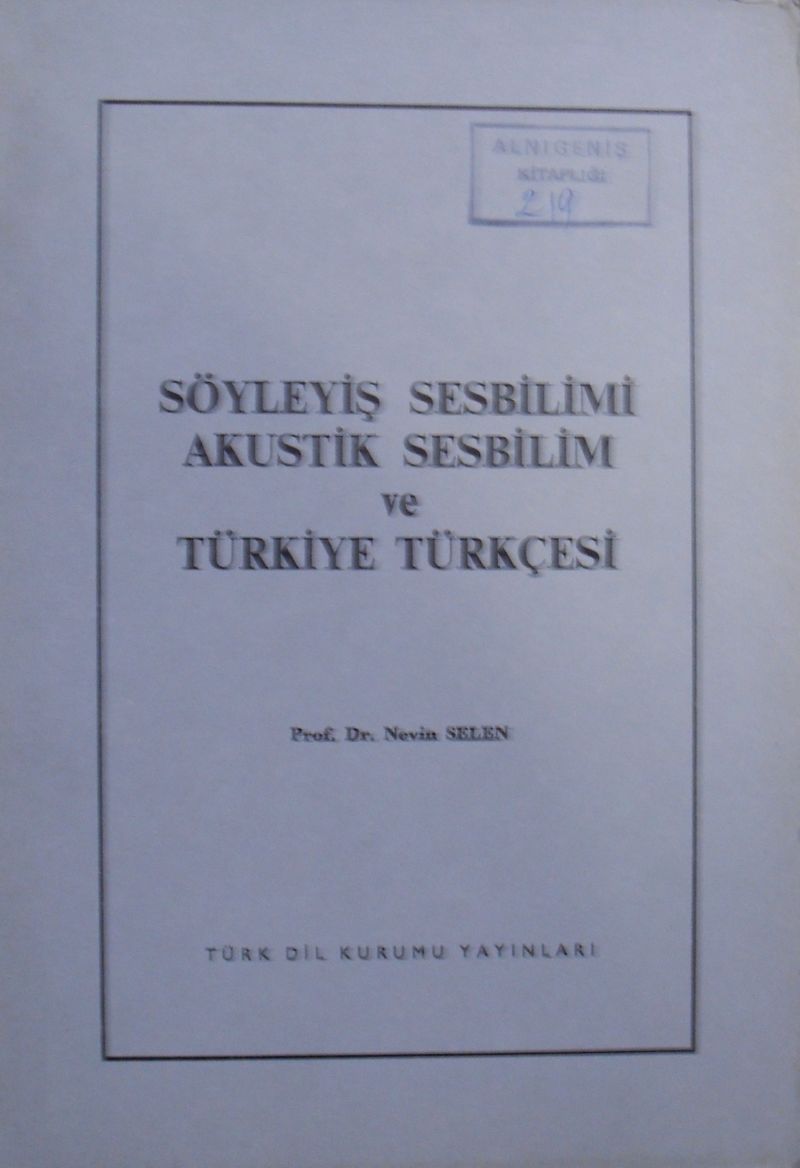 ALNIGENİŞ
KİTAPLIĞI
219
SÖYLEYİŞ SESBİLİMİ
AKUSTİK SESBİLİM
ve
TÜRKİYE TÜRKÇESİ
Prof. Dr. Nevin SELEN
TÜRK DİL KURUMU YAYINLARI